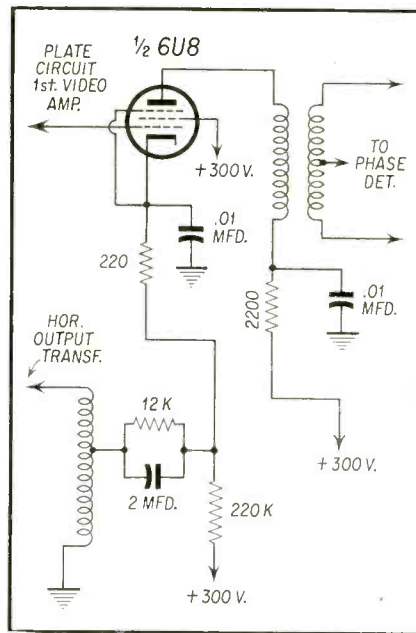 ½ 6U8
PLATE
CIRCUIT
1st. VIDEO
AMP.
+300 V.
.01
MFD.
220
TO
PHASE
DET.
2200
.01
MFD.
HOR.
OUTPUT
TRANSF.
12 K
2 MFD.
220 K
+300 V.
+300 V.